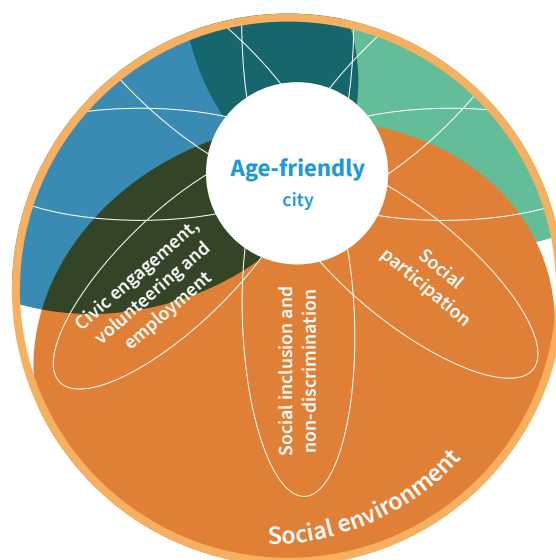 Age-friendly
city
Civic engagement,
volunteering and
employment
Social inclusion and
non-discrimination
Social
participation
Social environment